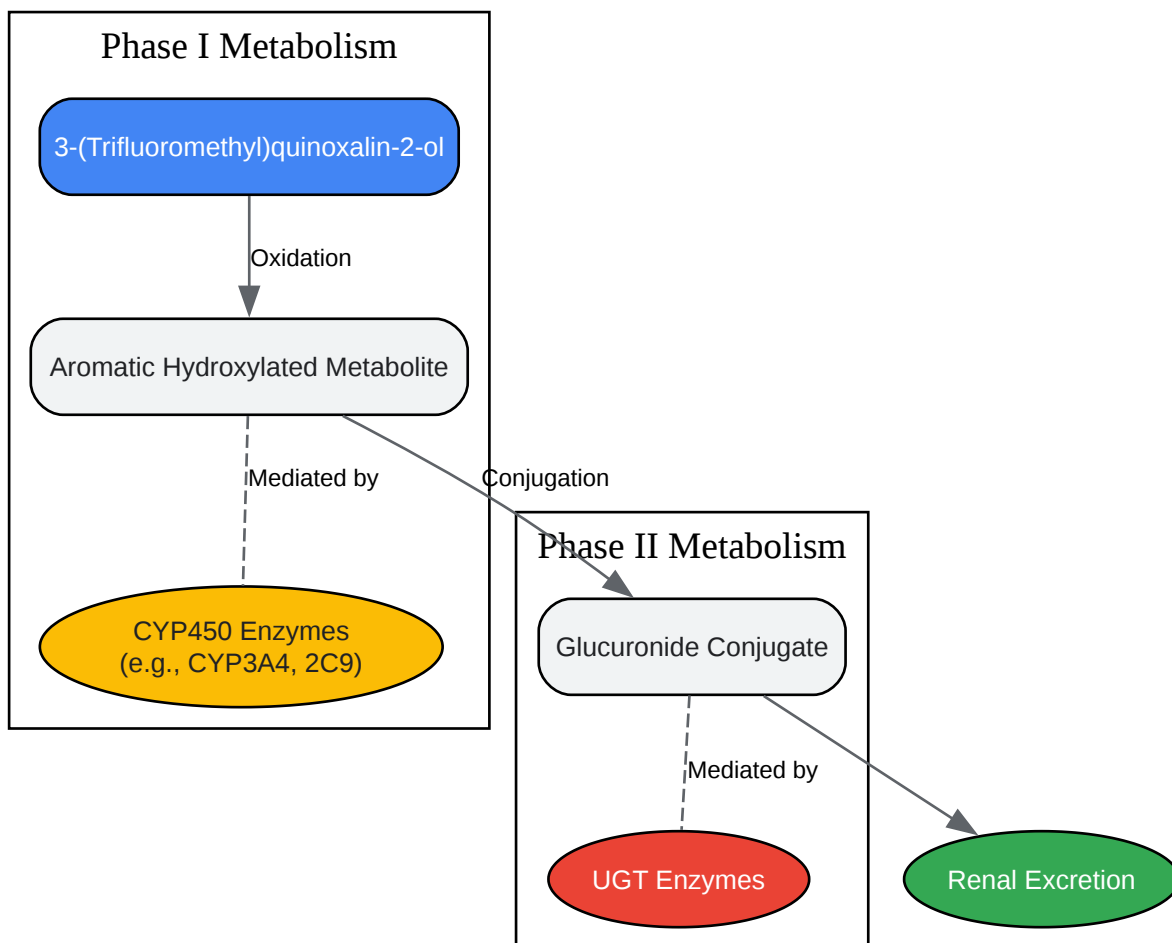 Phase I Metabolism
3-(Trifluoromethyl)quinoxalin-2-ol
Oxidation
Aromatic Hydroxylated Metabolite
Mediated by
Conjugation
CYP450 Enzymes
(e.g., CYP3A4, 2C9)
Phase II Metabolism
Glucuronide Conjugate
Mediated by
UGT Enzymes
Renal Excretion